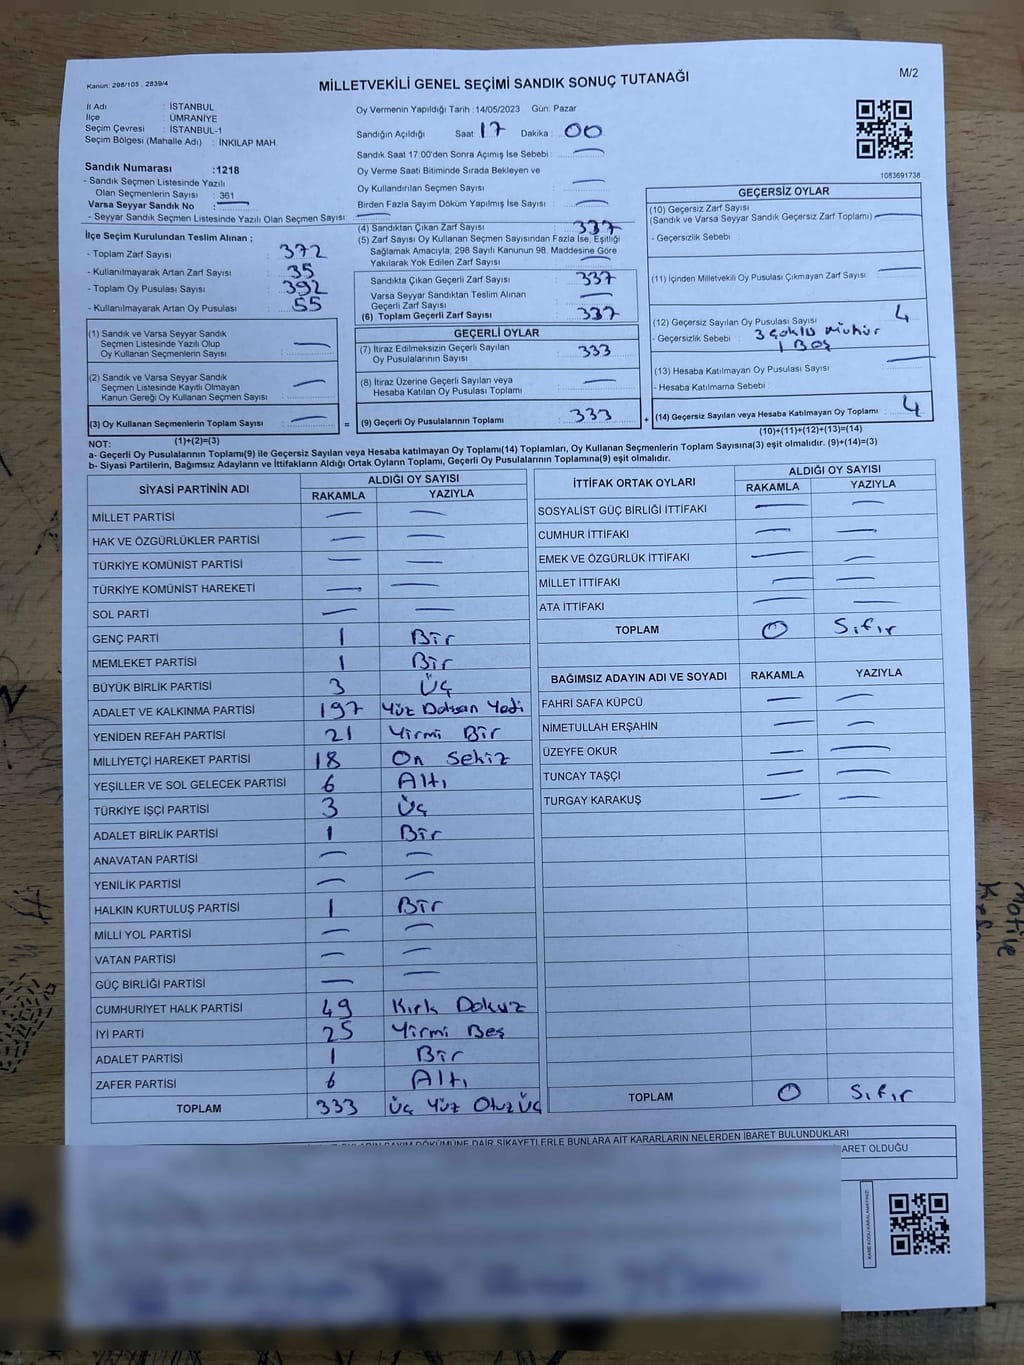 Kanun: 298/105 , 2839/4
MİLLETVEKİLİ GENEL SEÇİMİ SANDIK SONUÇ TUTANAĞI
M/2
İl Adı : İSTANBUL
İlçe : ÜMRANİYE
Seçim Çevresi : İSTANBUL-1
Seçim Bölgesi (Mahalle Adı) : İNKILAP MAH.
Sandık Numarası :1218
- Sandık Seçmen Listesinde Yazılı
Olan Seçmenlerin Sayısı : 361
Varsa Seyyar Sandık No : —
- Seyyar Sandık Seçmen Listesinde Yazılı Olan Seçmen Sayısı: —
Oy Vermenin Yapıldığı Tarih : 14/05/2023 Gün: Pazar
Sandığın Açıldığı Saat: 17 Dakika : 00
Sandık Saat 17 00'den Sonra Açımış İse Sebebi : —
Oy Verme Saati Bitiminde Sırada Bekleyen ve
Oy Kullandırılan Seçmen Sayısı : —
Birden Fazla Sayım Döküm Yapılmış İse Sayısı : —
1083691738
İlçe Seçim Kurulundan Teslim Alınan ;
- Toplam Zarf Sayısı : 372
- Kullanılmayarak Artan Zarf Sayısı : 35
- Toplam Oy Pusulası Sayısı : 392
- Kullanılmayarak Artan Oy Pusulası : 55
(1) Sandık ve Varsa Seyyar Sandık
Seçmen Listesinde Yazılı Olup
Oy Kullanan Seçmenlerin Sayısı : —
(2) Sandık ve Varsa Seyyar Sandık
Seçmen Listesinde Kayıtlı Olmayan
Kanun Gereği Oy Kullanan Seçmen Sayısı : —
(3) Oy Kullanan Seçmenlerin Toplam Sayısı : —
(1)+(2)=(3)
(4) Sandıktan Çıkan Zarf Sayısı : 337
(5) Zarf Sayısı Oy Kullanan Seçmen Sayısından Fazla İse, Eşitliği
Sağlamak Amacıyla; 298 Sayılı Kanunun 98. Maddesine Göre
Yakılarak Yok Edilen Zarf Sayısı : —
Sandıkta Çıkan Geçerli Zarf Sayısı : 337
Varsa Seyyar Sandıktan Teslim Alınan
Geçerli Zarf Sayısı : —
(6) Toplam Geçerli Zarf Sayısı : 337
GEÇERLİ OYLAR
(7) İtiraz Edilmeksizin Geçerli Sayılan
Oy Pusulalarının Sayısı : 333
(8) İtiraz Üzerine Geçerli Sayılan veya
Hesaba Katılan Oy Pusulası Toplamı : —
= (9) Geçerli Oy Pusulalarının Toplamı : 333
GEÇERSİZ OYLAR
(10) Geçersiz Zarf Sayısı
(Sandık ve Varsa Seyyar Sandık Geçersiz Zarf Toplamı) : —
- Geçersizlik Sebebi :
(11) İçinden Milletvekili Oy Pusulası Çıkmayan Zarf Sayısı : —
(12) Geçersiz Sayılan Oy Pusulası Sayısı : 4
- Geçersizlik Sebebi : 3 Çoklu Mühür
1 Boş
(13) Hesaba Katılmayan Oy Pusulası Sayısı : —
- Hesaba Katılmama Sebebi :
+ (14) Geçersiz Sayılan veya Hesaba Katılmayan Oy Toplamı : 4
(10)+(11)+(12)+(13)=(14)
NOT:
a- Geçerli Oy Pusulalarının Toplamı(9) ile Geçersiz Sayılan veya Hesaba katılmayan Oy Toplamı(14) Toplamları, Oy Kullanan Seçmenlerin Toplam Sayısına(3) eşit olmalıdır. (9)+(14)=(3)
b- Siyasi Partilerin, Bağımsız Adayların ve İttifakların Aldığı Ortak Oyların Toplamı, Geçerli Oy Pusulalarının Toplamına(9) eşit olmalıdır.
SİYASİ PARTİNİN ADI ALDIĞI OY SAYISI
RAKAMLA YAZIYLA
MİLLET PARTİSİ — —
HAK VE ÖZGÜRLÜKLER PARTİSİ — —
TÜRKİYE KOMÜNİST PARTİSİ — —
TÜRKİYE KOMÜNİST HAREKETİ — —
SOL PARTİ — —
GENÇ PARTİ 1 Bir
MEMLEKET PARTİSİ 1 Bir
BÜYÜK BİRLİK PARTİSİ 3 Üç
ADALET VE KALKINMA PARTİSİ 197 Yüz Doksan Yedi
YENİDEN REFAH PARTİSİ 21 Yirmi Bir
MİLLİYETÇİ HAREKET PARTİSİ 18 On Sekiz
YEŞİLLER VE SOL GELECEK PARTİSİ 6 Altı
TÜRKİYE İŞÇİ PARTİSİ 3 Üç
ADALET BİRLİK PARTİSİ 1 Bir
ANAVATAN PARTİSİ — —
YENİLİK PARTİSİ — —
HALKIN KURTULUŞ PARTİSİ 1 Bir
MİLLİ YOL PARTİSİ — —
VATAN PARTİSİ — —
GÜÇ BİRLİĞİ PARTİSİ — —
CUMHURİYET HALK PARTİSİ 49 Kırk Dokuz
İYİ PARTİ 25 Yirmi Beş
ADALET PARTİSİ 1 Bir
ZAFER PARTİSİ 6 Altı
TOPLAM 333 Üç Yüz Otuz Üç
İTTİFAK ORTAK OYLARI ALDIĞI OY SAYISI
RAKAMLA YAZIYLA
SOSYALİST GÜÇ BİRLİĞİ İTTİFAKI — —
CUMHUR İTTİFAKI — —
EMEK VE ÖZGÜRLÜK İTTİFAKI — —
MİLLET İTTİFAKI — —
ATA İTTİFAKI — —
TOPLAM 0 Sıfır
BAĞIMSIZ ADAYIN ADI VE SOYADI RAKAMLA YAZIYLA
FAHRİ SAFA KÜPCÜ — —
NİMETULLAH ERŞAHİN — —
ÜZEYFE OKUR — —
TUNCAY TAŞÇI — —
TURGAY KARAKUŞ — —
TOPLAM 0 Sıfır
SAYIM DÖKÜMÜNE DAİR ŞİKAYETLERLE BUNLARA AİT KARARLARIN NELERDEN İBARET BULUNDUKLARI
ARET OLDUĞU